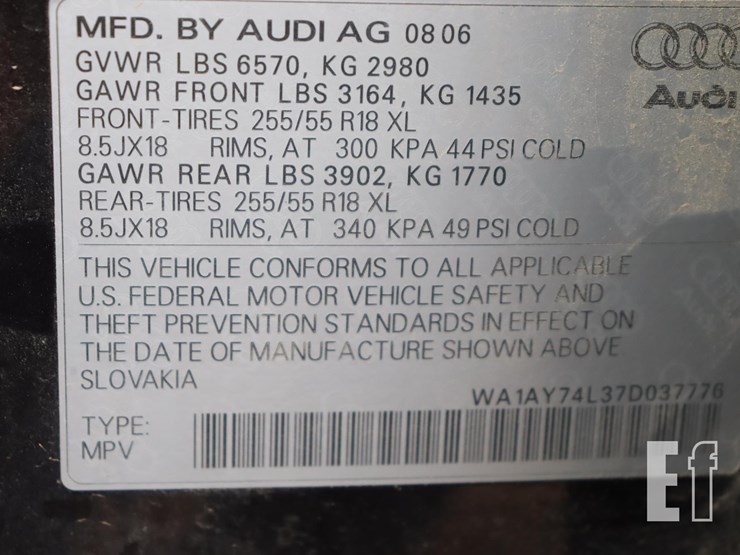 MFD. BY AUDI AG 08 06
GVWR LBS 6570, KG 2980
GAWR FRONT LBS 3164, KG 1435
FRONT-TIRES 255/55 R18 XL
8.5JX18 RIMS, AT 300 KPA 44 PSI COLD
GAWR REAR LBS 3902, KG 1770
REAR-TIRES 255/55 R18 XL
8.5JX18 RIMS, AT 340 KPA 49 PSI COLD
Audi
THIS VEHICLE CONFORMS TO ALL APPLICABLE
U.S. FEDERAL MOTOR VEHICLE SAFETY AND
THEFT PREVENTION STANDARDS IN EFFECT ON
THE DATE OF MANUFACTURE SHOWN ABOVE
SLOVAKIA
WA1AY74L37D037776
TYPE:
MPV
Ef